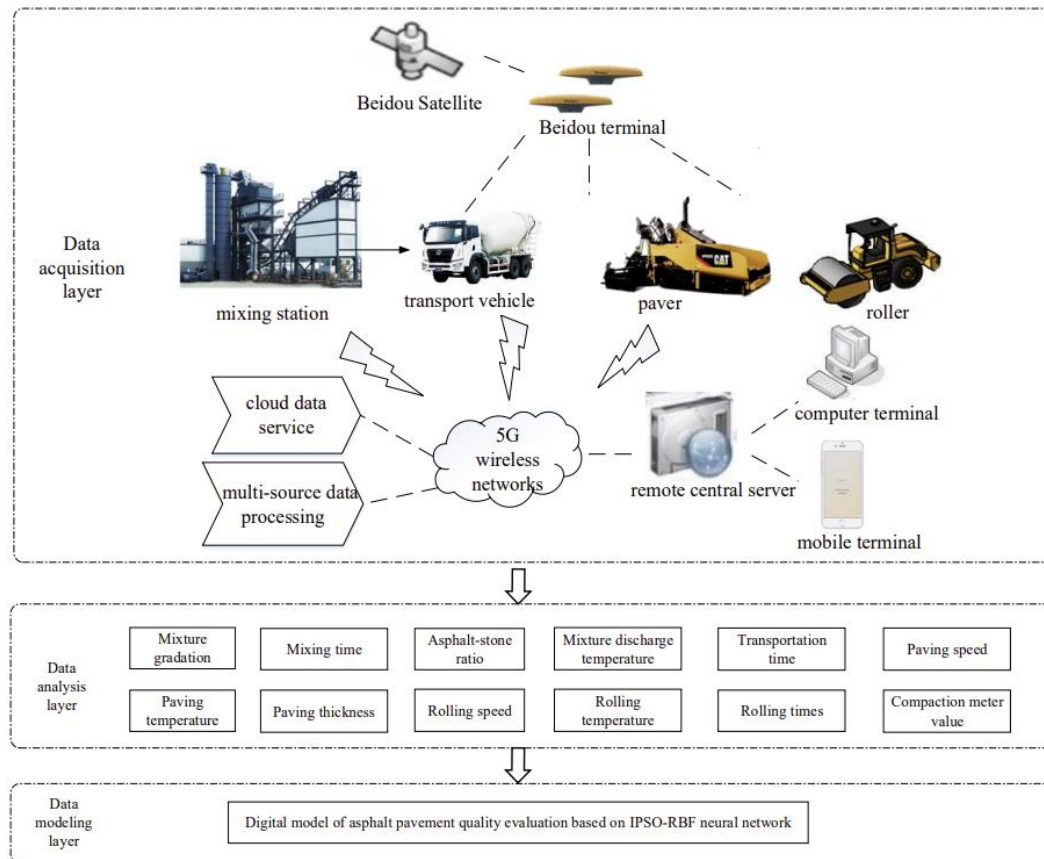 Beidou Satellite
Beidou terminal
Data
acquisition
layer
mixing station
transport vehicle
CAT
paver
roller
cloud data
service
multi-source data
processing
5G
wireless
networks
remote central server
computer terminal
mobile terminal
Data
analysis
layer
Mixture
gradation
Mixing time
Asphalt-stone
ratio
Mixture discharge
temperature
Transportation
time
Paving speed
Paving
temperature
Paving thickness
Rolling speed
Rolling
temperature
Rolling times
Compaction meter
value
Data
modeling
layer
Digital model of asphalt pavement quality evaluation based on IPSO-RBF neural network